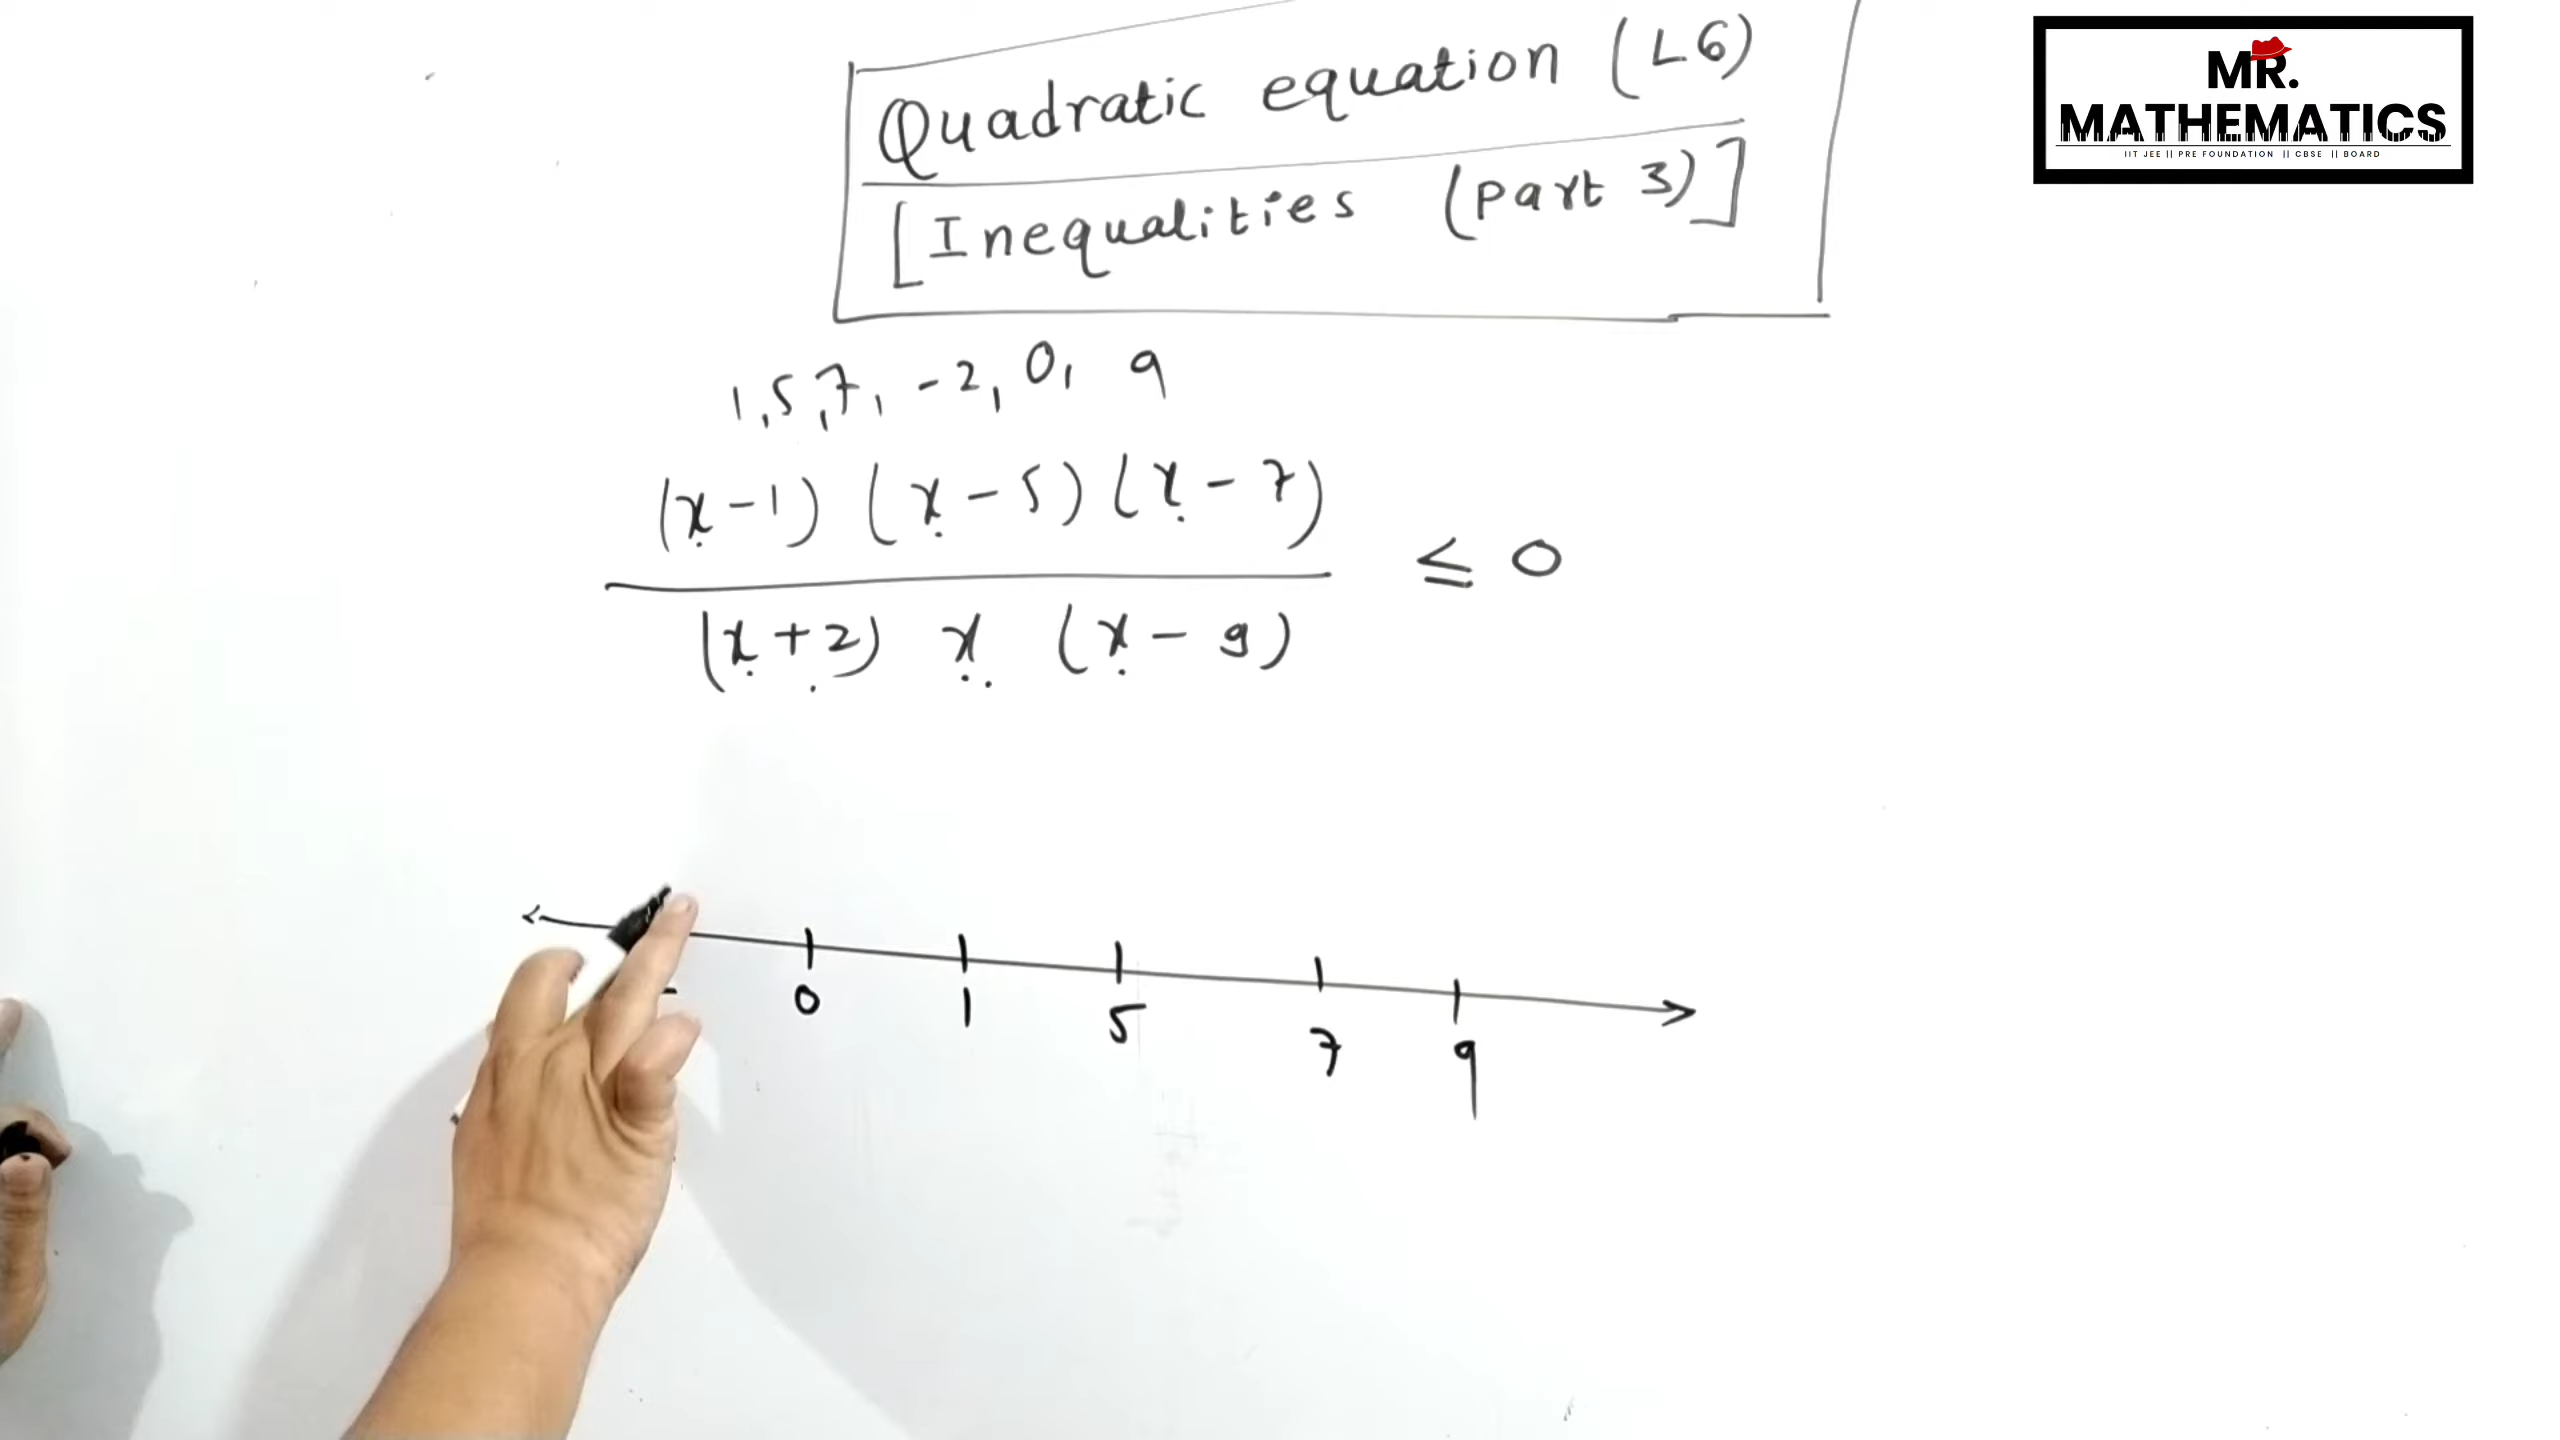 Quadratic equation (L6)
[Inequalities (part 3)]
MR.
MATHEMATICS
IIT JEE || PRE FOUNDATION || CBSE || BOARD
1, 5, 7, -2, 0, 9
(x-1) (x-5) (x-7)
≤ 0
(x+2) x (x-9)
0 1 5 7 9